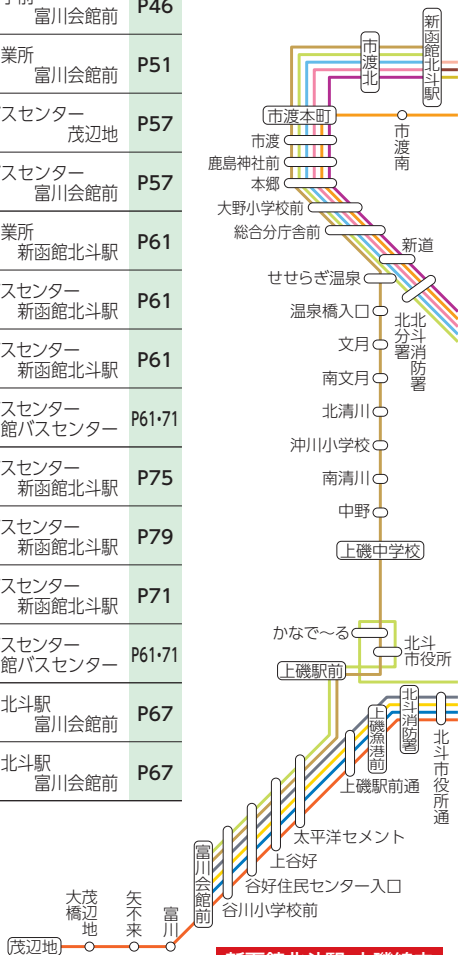 富川会館前 P46
業所
富川会館前 P51
バスセンター
茂辺地 P57
バスセンター
富川会館前 P57
業所
新函館北斗駅 P61
バスセンター
新函館北斗駅 P61
バスセンター
新函館北斗駅 P61
バスセンター
館バスセンター P61・71
バスセンター
新函館北斗駅 P75
バスセンター
新函館北斗駅 P79
バスセンター
新函館北斗駅 P71
バスセンター
館バスセンター P61・71
北斗駅
富川会館前 P67
北斗駅
富川会館前 P67
新函館北斗駅
市渡北
市渡本町
市渡南
市渡
鹿島神社前
本郷
大野小学校前
総合分庁舎前
新道
せせらぎ温泉
北斗消防署
北分署
温泉橋入口
文月
南文月
北清川
沖川小学校
南清川
中野
上磯中学校
かなで〜る
北斗
市役所
上磯駅前
北斗消防署
上磯漁港前
北斗市役所通
上磯駅前通
太平洋セメント
上谷好
谷好住民センター入口
谷川小学校前
富川会館前
富川
矢不来
茂辺地
大橋
茂辺地